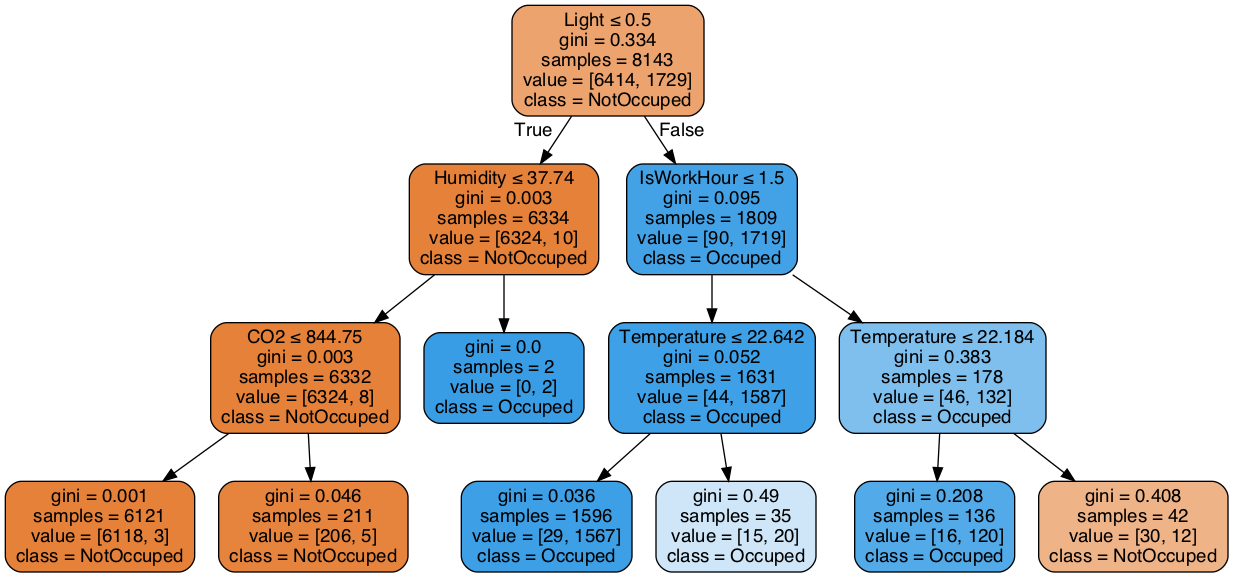 Light ≤ 0.5
gini = 0.334
samples = 8143
value = [6414, 1729]
class = NotOccuped
True
False
Humidity ≤ 37.74
gini = 0.003
samples = 6334
value = [6324, 10]
class = NotOccuped
IsWorkHour ≤ 1.5
gini = 0.095
samples = 1809
value = [90, 1719]
class = Occuped
CO2 ≤ 844.75
gini = 0.003
samples = 6332
value = [6324, 8]
class = NotOccuped
gini = 0.0
samples = 2
value = [0, 2]
class = Occuped
Temperature ≤ 22.642
gini = 0.052
samples = 1631
value = [44, 1587]
class = Occuped
Temperature ≤ 22.184
gini = 0.383
samples = 178
value = [46, 132]
class = Occuped
gini = 0.001
samples = 6121
value = [6118, 3]
class = NotOccuped
gini = 0.046
samples = 211
value = [206, 5]
class = NotOccuped
gini = 0.036
samples = 1596
value = [29, 1567]
class = Occuped
gini = 0.49
samples = 35
value = [15, 20]
class = Occuped
gini = 0.208
samples = 136
value = [16, 120]
class = Occuped
gini = 0.408
samples = 42
value = [30, 12]
class = NotOccuped